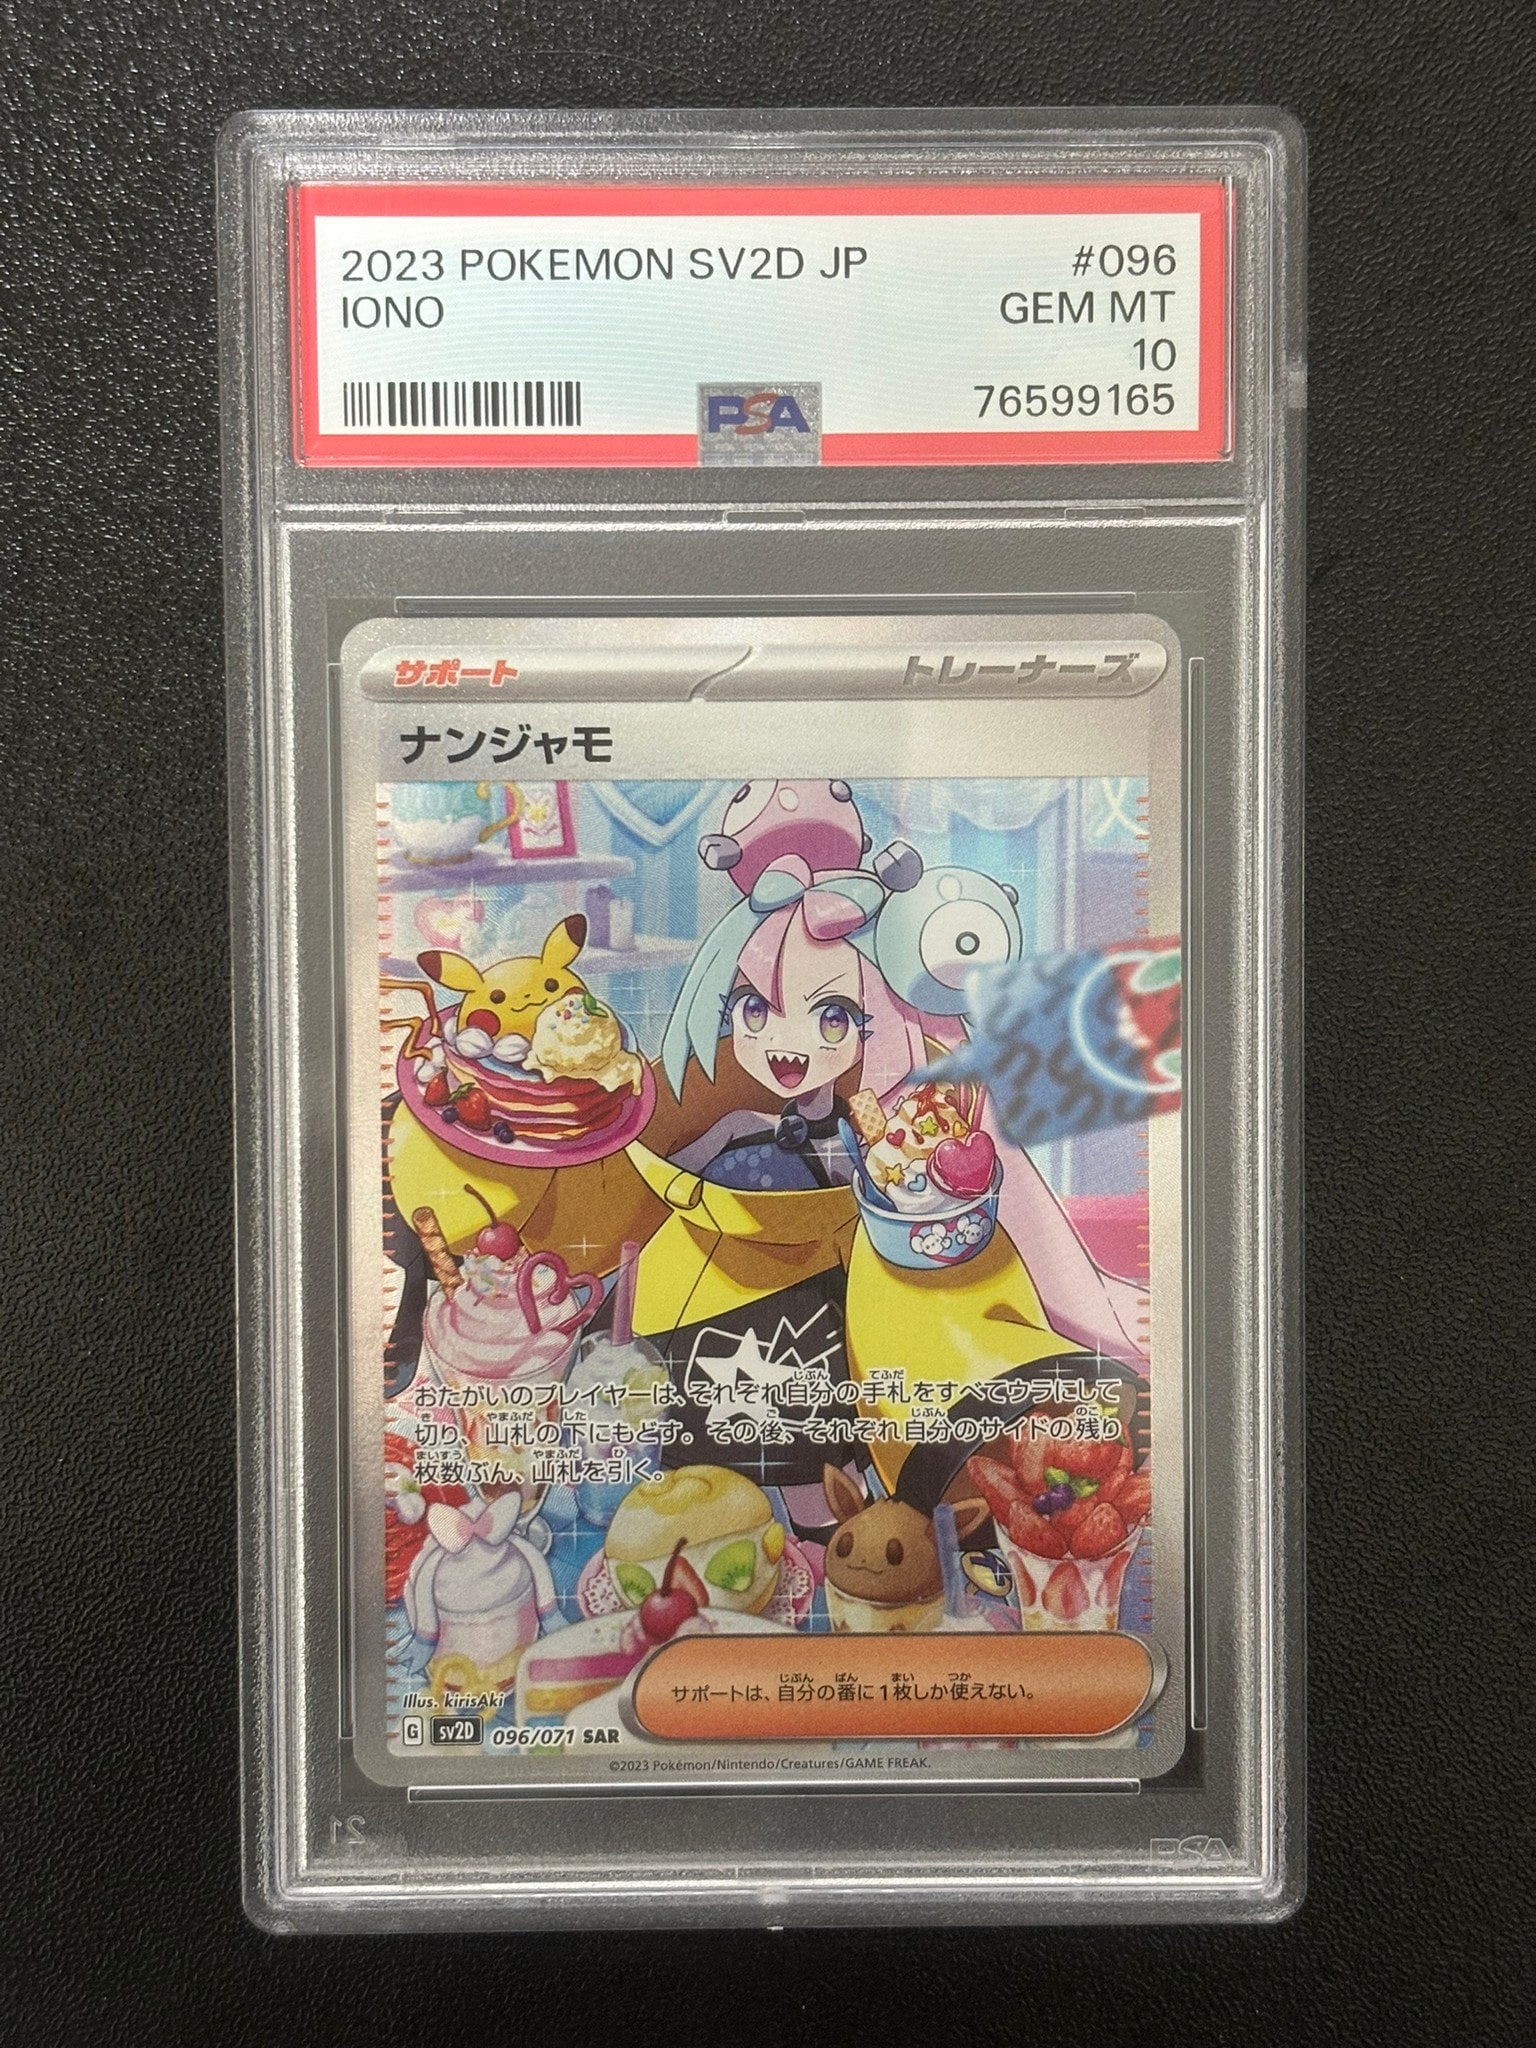 2023 POKEMON SV2D JP #096
IONO GEM MT
10
PSA 76599165
サポート トレーナーズ
ナンジャモ
おたがいのプレイヤーは、それぞれ自分の手札をすべてウラにして
切り、山札の下にもどす。その後、それぞれ自分のサイドの残り
枚数ぶん、山札を引く。
サポートは、自分の番に1枚しか使えない。
Illus. kirisAki
G sv2D 096/071 SAR
©2023 Pokémon/Nintendo/Creatures/GAME FREAK.
21 PSA